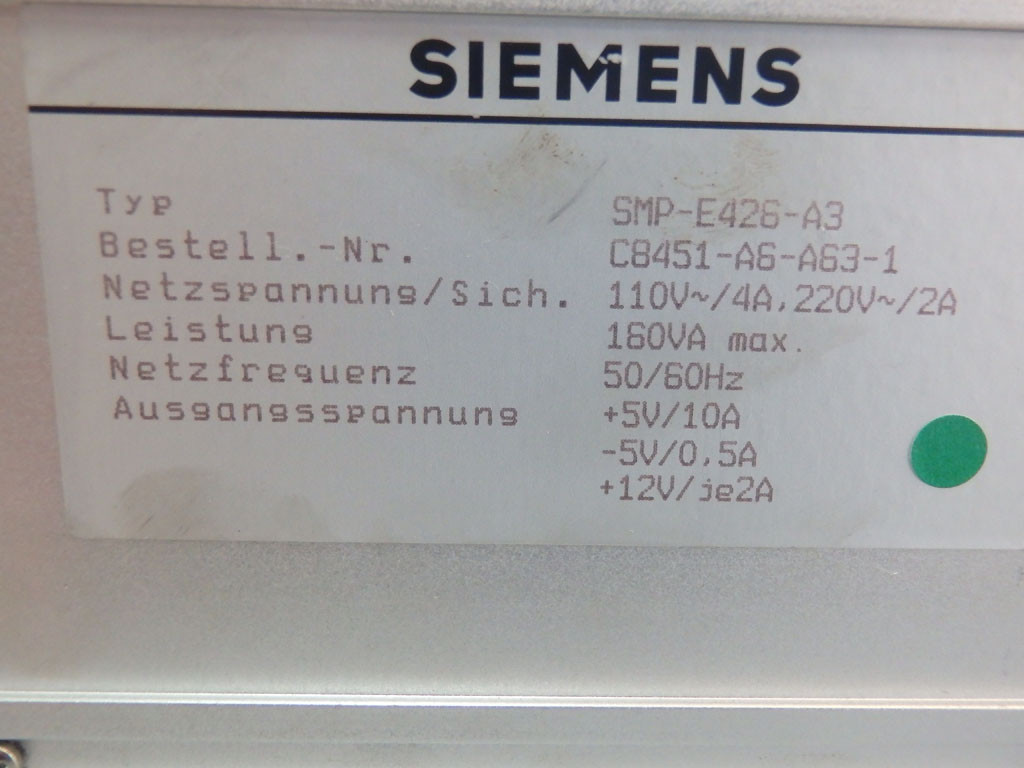 SIEMENS
Typ SMP-E426-A3
Bestell.-Nr. C8451-A6-A63-1
Netzspannung/Sich. 110V~/4A,220V~/2A
Leistung 160VA max.
Netzfrequenz 50/60Hz
Ausgangsspannung +5V/10A
-5V/0,5A
+12V/je2A